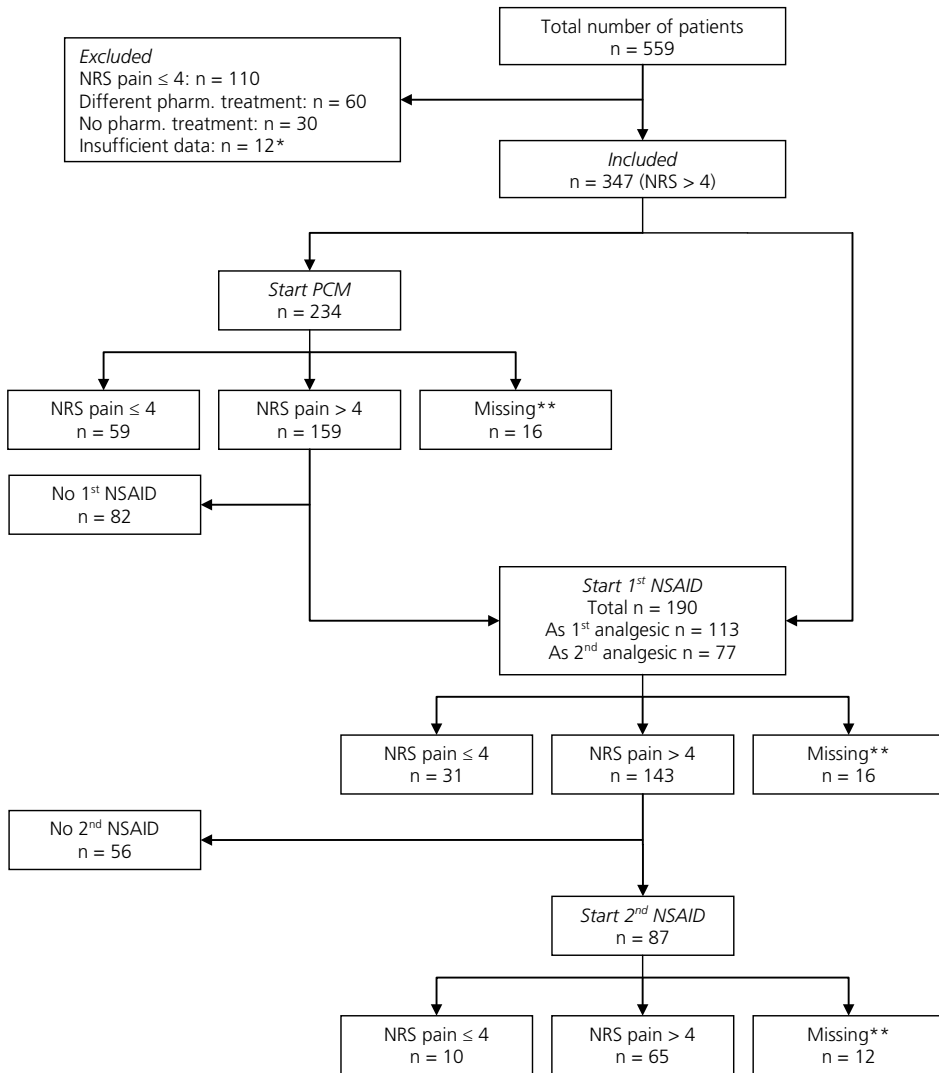 Total number of patients
n = 559
Excluded
NRS pain ≤ 4: n = 110
Different pharm. treatment: n = 60
No pharm. treatment: n = 30
Insufficient data: n = 12*
Included
n = 347 (NRS > 4)
Start PCM
n = 234
NRS pain ≤ 4
n = 59
NRS pain > 4
n = 159
Missing**
n = 16
No 1st NSAID
n = 82
Start 1st NSAID
Total n = 190
As 1st analgesic n = 113
As 2nd analgesic n = 77
NRS pain ≤ 4
n = 31
NRS pain > 4
n = 143
Missing**
n = 16
No 2nd NSAID
n = 56
Start 2nd NSAID
n = 87
NRS pain ≤ 4
n = 10
NRS pain > 4
n = 65
Missing**
n = 12